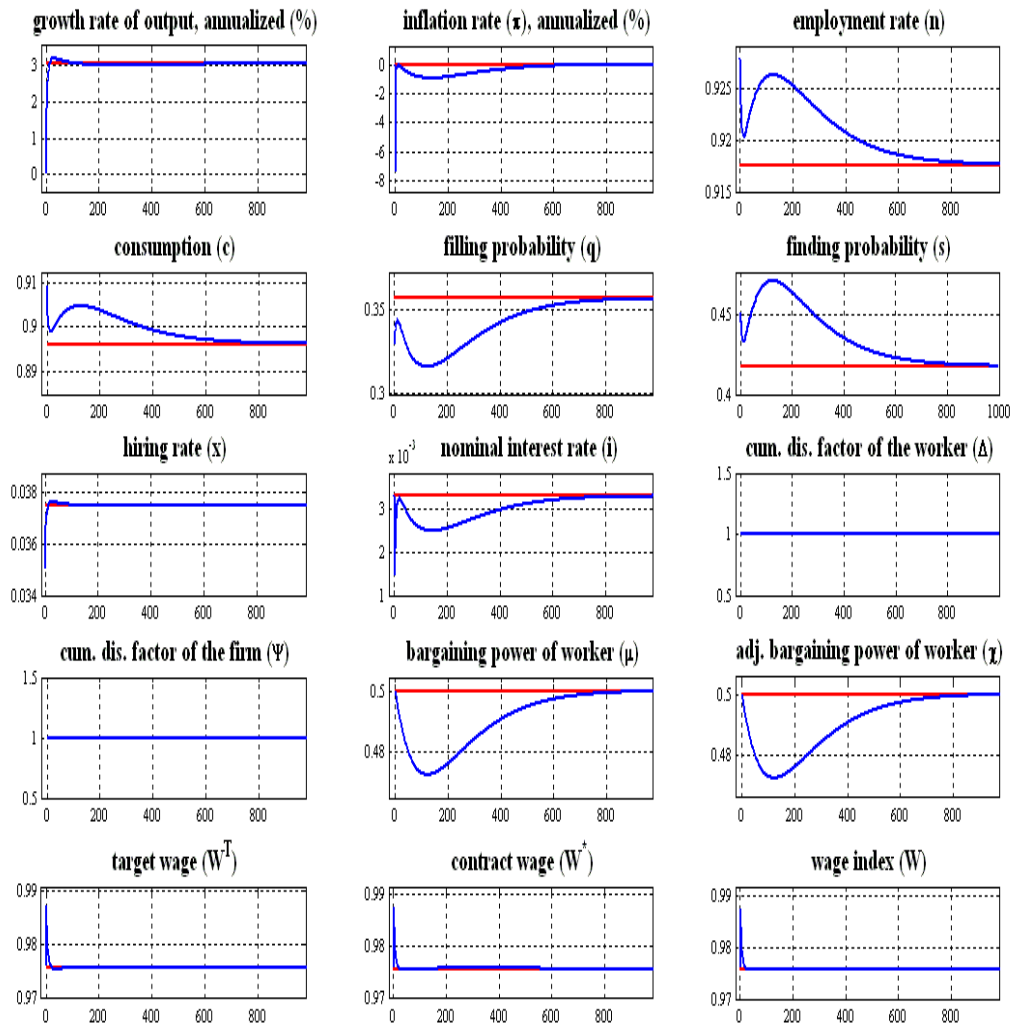 growth rate of output, annualized (%) inflation rate (π), annualized (%) employment rate (n)
3
2
1
0
0 200 400 600 800
0
-2
-4
-6
-8
0 200 400 600 800
0.925
0.92
0.915
0 200 400 600 800
consumption (c) filling probability (q) finding probability (s)
0.91
0.9
0.89
0 200 400 600 800
0.35
0.3
0 200 400 600 800
0.45
0.4
0 200 400 600 800 1000
hiring rate (x) nominal interest rate (i) cum. dis. factor of the worker (Δ)
0.038
0.036
0.034
0 200 400 600 800
x 10⁻³
3
2
1
0 200 400 600 800
1.5
1
0.5
0 200 400 600 800
cum. dis. factor of the firm (Ψ) bargaining power of worker (μ) adj. bargaining power of worker (χ)
1.5
1
0.5
0 200 400 600 800
0.5
0.48
0 200 400 600 800
0.5
0.48
0 200 400 600 800
target wage (Wᵀ) contract wage (W*) wage index (W)
0.99
0.98
0.97
0 200 400 600 800
0.99
0.98
0.97
0 200 400 600 800
0.99
0.98
0.97
0 200 400 600 800